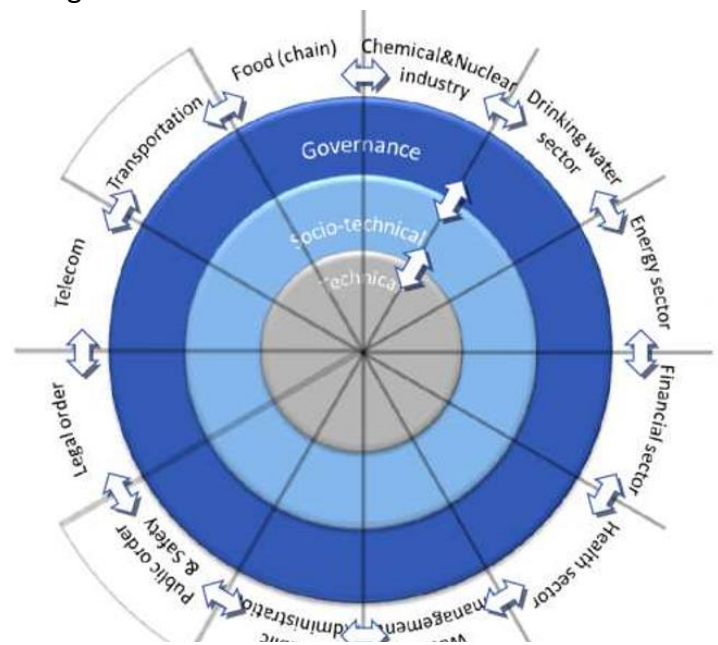 Food (chain)
Chemical&Nuclear
industry
Drinking water
sector
Energy sector
Financial sector
Health sector
Public order
& Safety
Legal order
Telecom
Transportation
Governance
Socio-technical
Technical